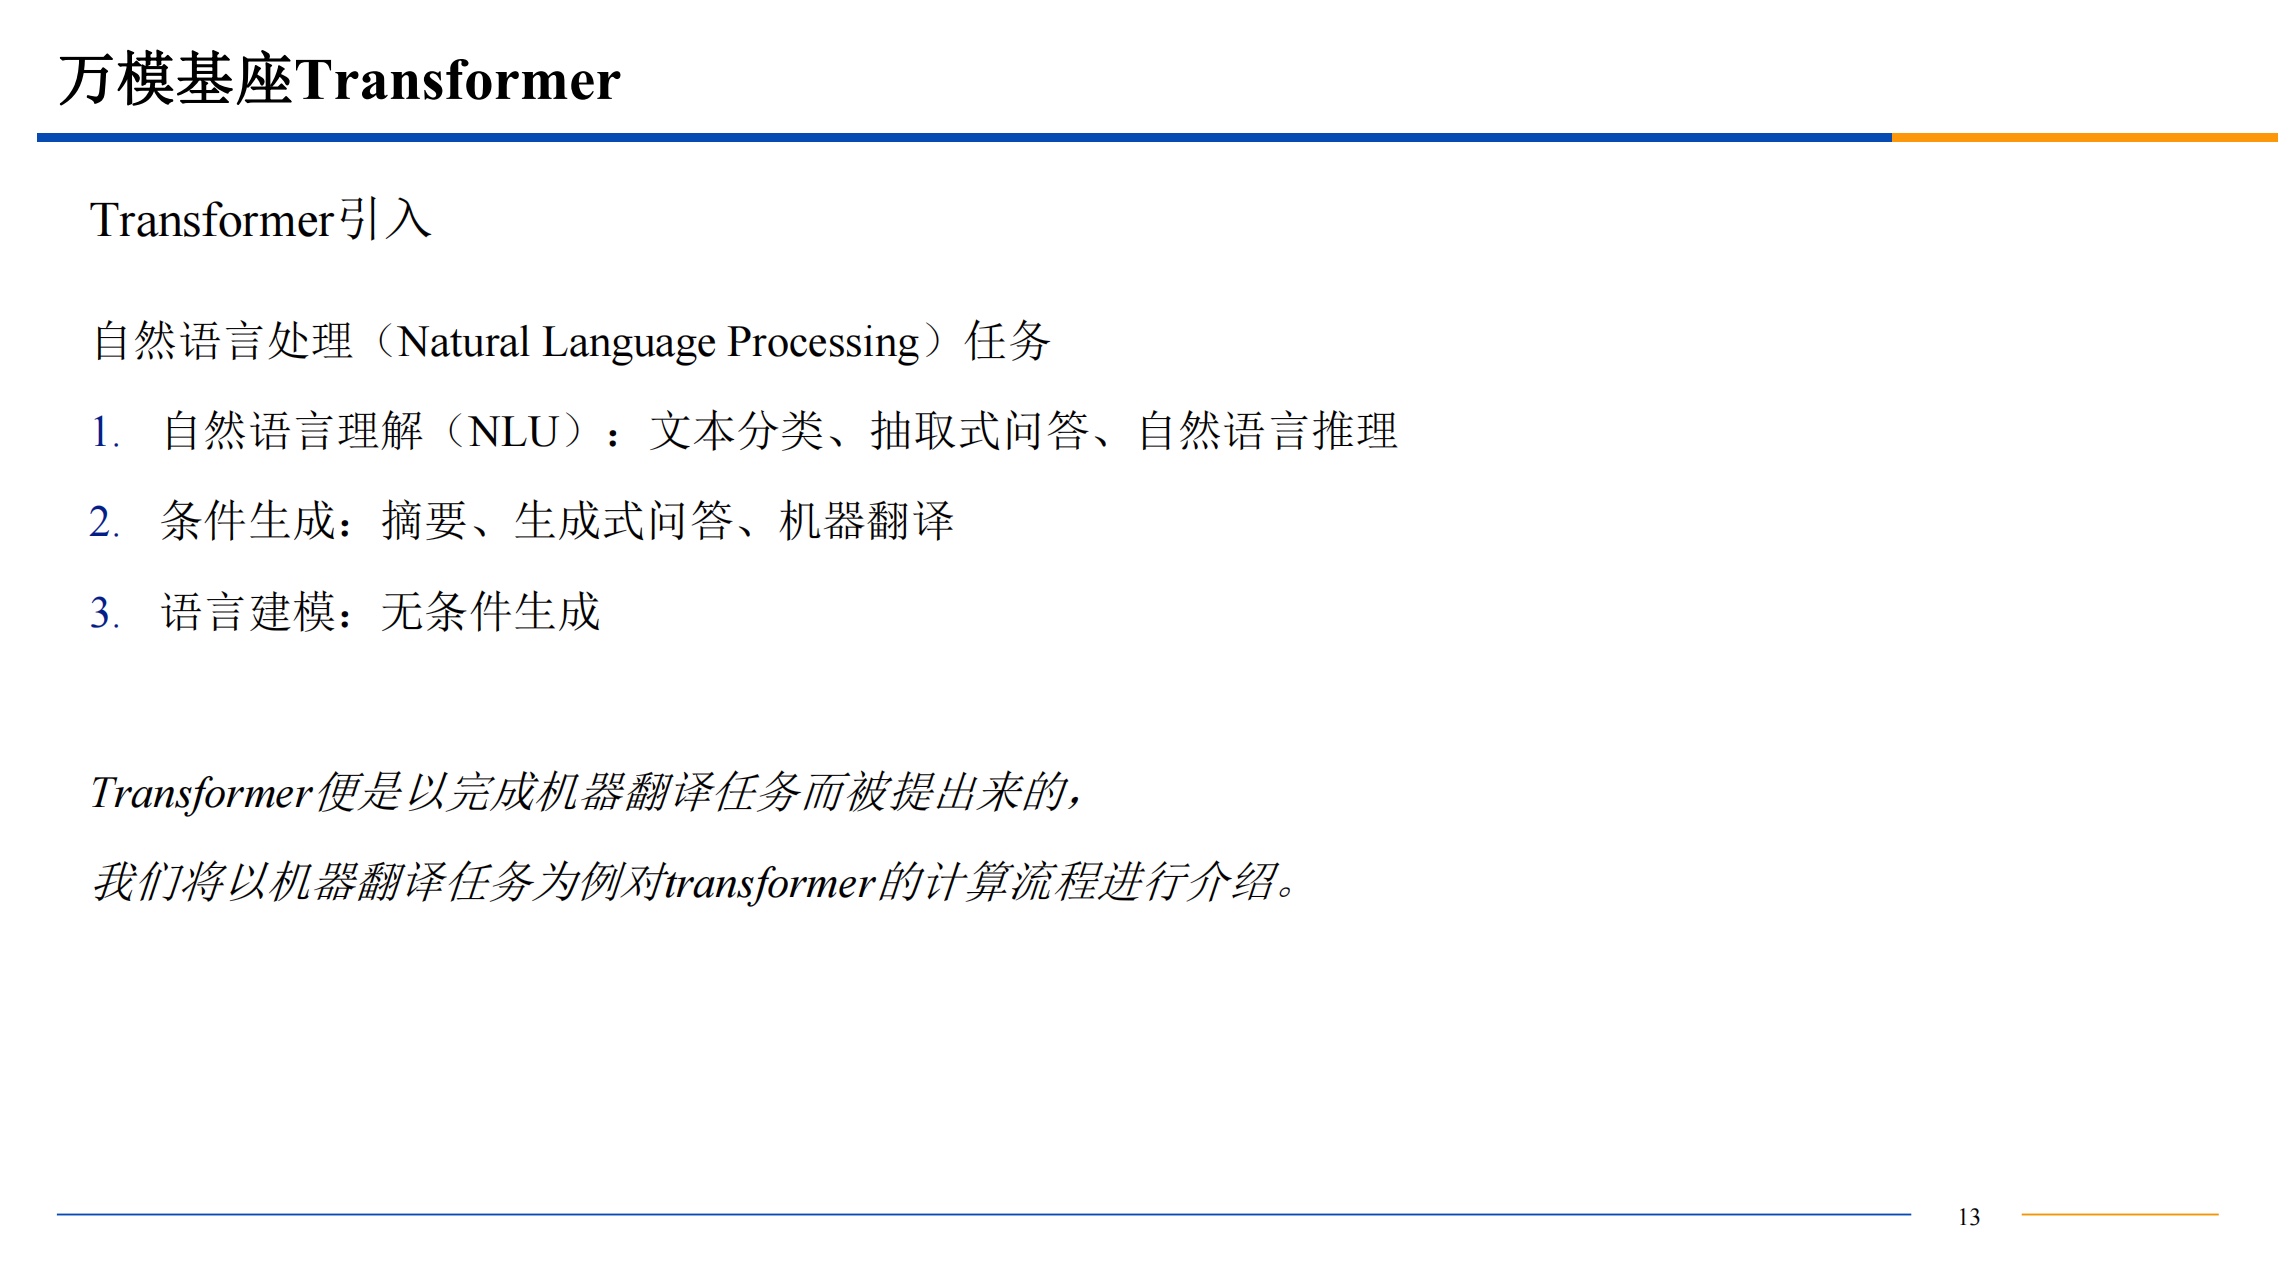 万模基座Transformer
Transformer引入
自然语言处理（Natural Language Processing）任务
1. 自然语言理解（NLU）：文本分类、抽取式问答、自然语言推理
2. 条件生成：摘要、生成式问答、机器翻译
3. 语言建模：无条件生成
Transformer便是以完成机器翻译任务而被提出来的，
我们将以机器翻译任务为例对transformer的计算流程进行介绍。
13